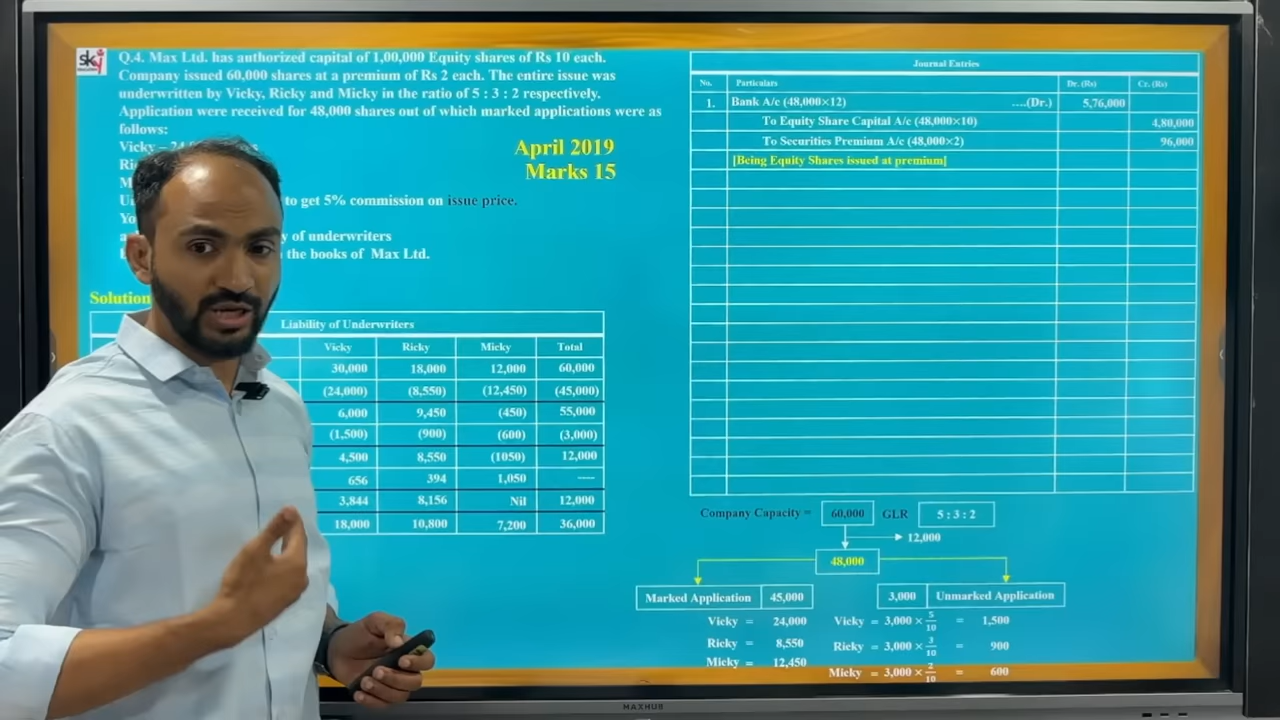 sky
Q.4. Max Ltd. has authorized capital of 1,00,000 Equity shares of Rs 10 each.
Company issued 60,000 shares at a premium of Rs 2 each. The entire issue was
underwritten by Vicky, Ricky and Micky in the ratio of 5 : 3 : 2 respectively.
Application were received for 48,000 shares out of which marked applications were as
follows:
Vicky – 24
April 2019
Marks 15
to get 5% commission on issue price.
Yo
y of underwriters
the books of Max Ltd.
Solution
Liability of Underwriters
Vicky Ricky Micky Total
30,000 18,000 12,000 60,000
(24,000) (8,550) (12,450) (45,000)
6,000 9,450 (450) 55,000
(1,500) (900) (600) (3,000)
4,500 8,550 (1050) 12,000
656 394 1,050 ----
3,844 8,156 Nil 12,000
18,000 10,800 7,200 36,000
Journal Entries
No. Particulars Dr. (Rs) Cr. (Rs)
1. Bank A/c (48,000×12) ....(Dr.) 5,76,000
To Equity Share Capital A/c (48,000×10) 4,80,000
To Securities Premium A/c (48,000×2) 96,000
[Being Equity Shares issued at premium]
Company Capacity = 60,000 GLR 5 : 3 : 2
12,000
48,000
Marked Application 45,000 3,000 Unmarked Application
Vicky = 24,000 Vicky = 3,000 × 5/10 = 1,500
Ricky = 8,550 Ricky = 3,000 × 3/10 = 900
Micky = 12,450 Micky = 3,000 × 2/10 = 600
MAXHUB